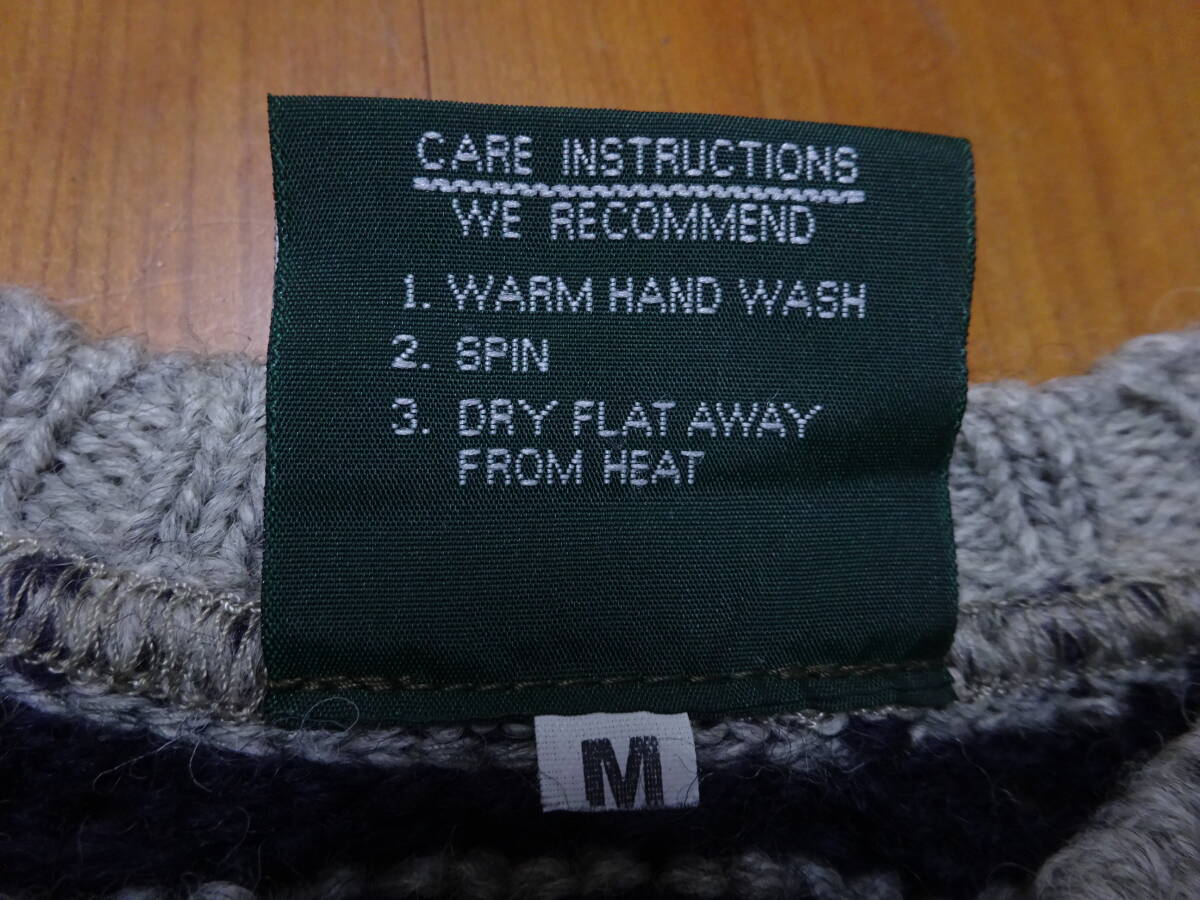 CARE INSTRUCTIONS
WE RECOMMEND
1. WARM HAND WASH
2. SPIN
3. DRY FLAT AWAY
FROM HEAT
M